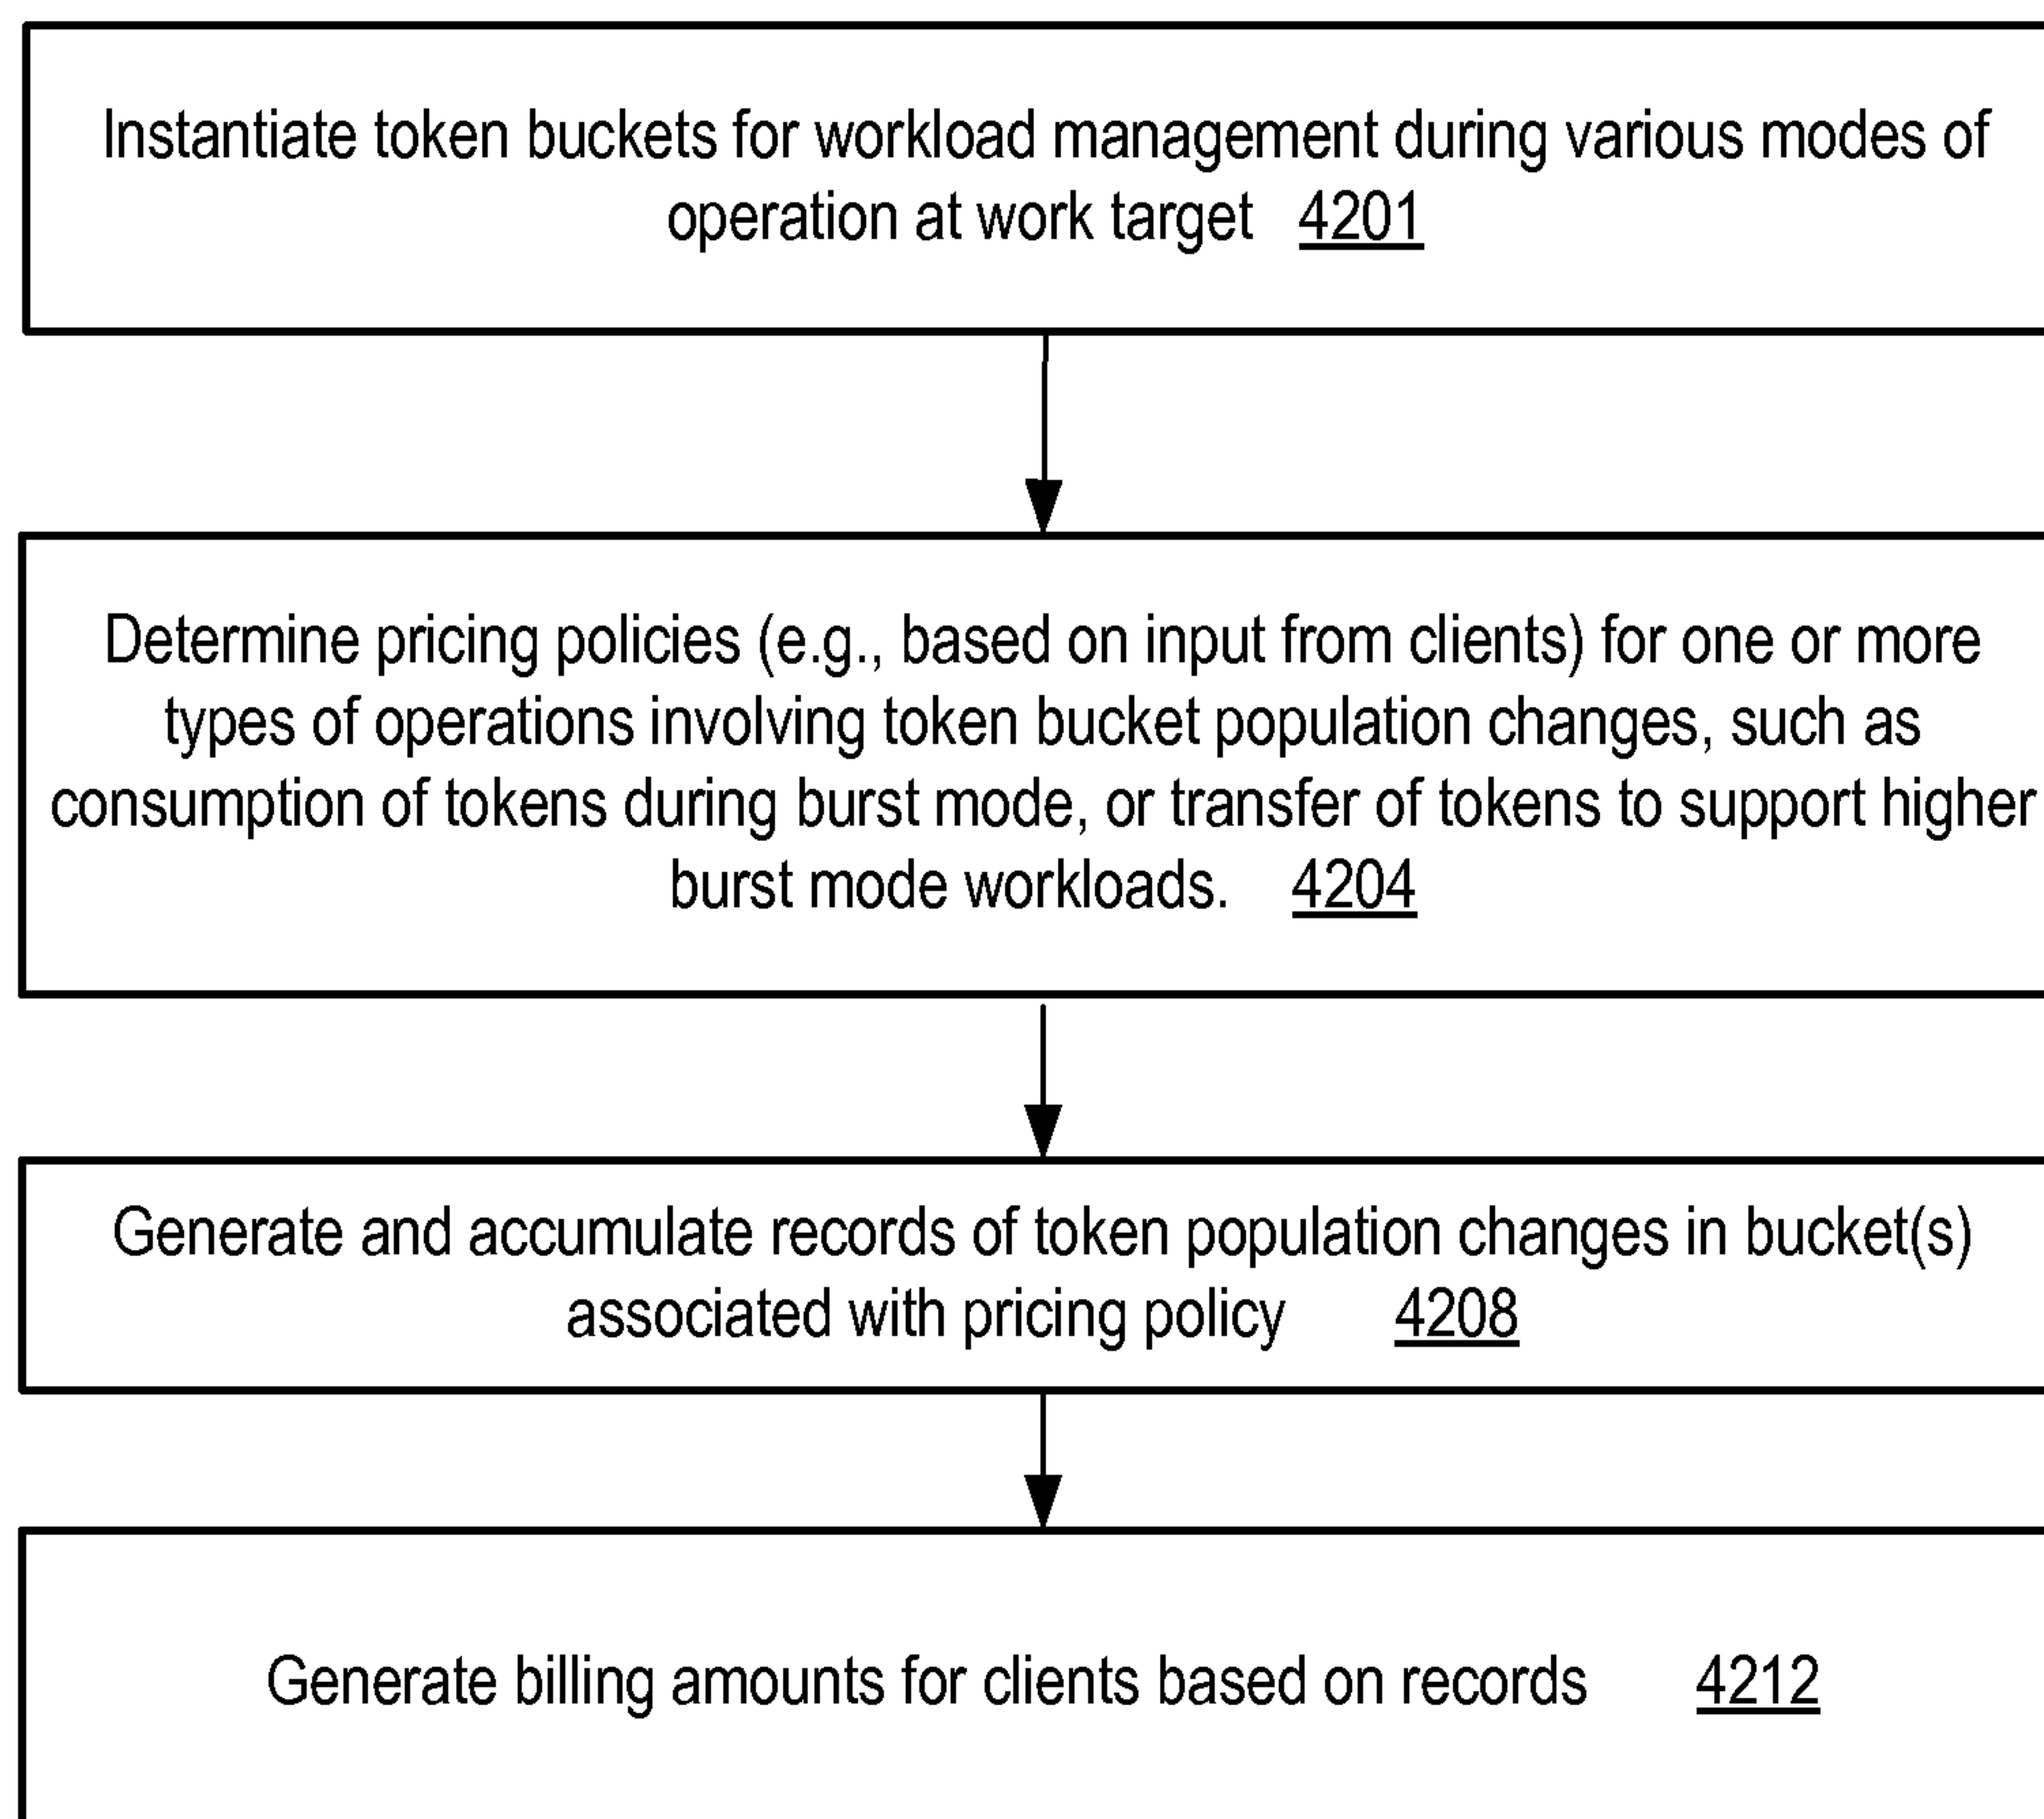 Instantiate token buckets for workload management during various modes of
operation at work target 4201
Determine pricing policies (e.g., based on input from clients) for one or more
types of operations involving token bucket population changes, such as
consumption of tokens during burst mode, or transfer of tokens to support higher
burst mode workloads. 4204
Generate and accumulate records of token population changes in bucket(s)
associated with pricing policy 4208
Generate billing amounts for clients based on records 4212